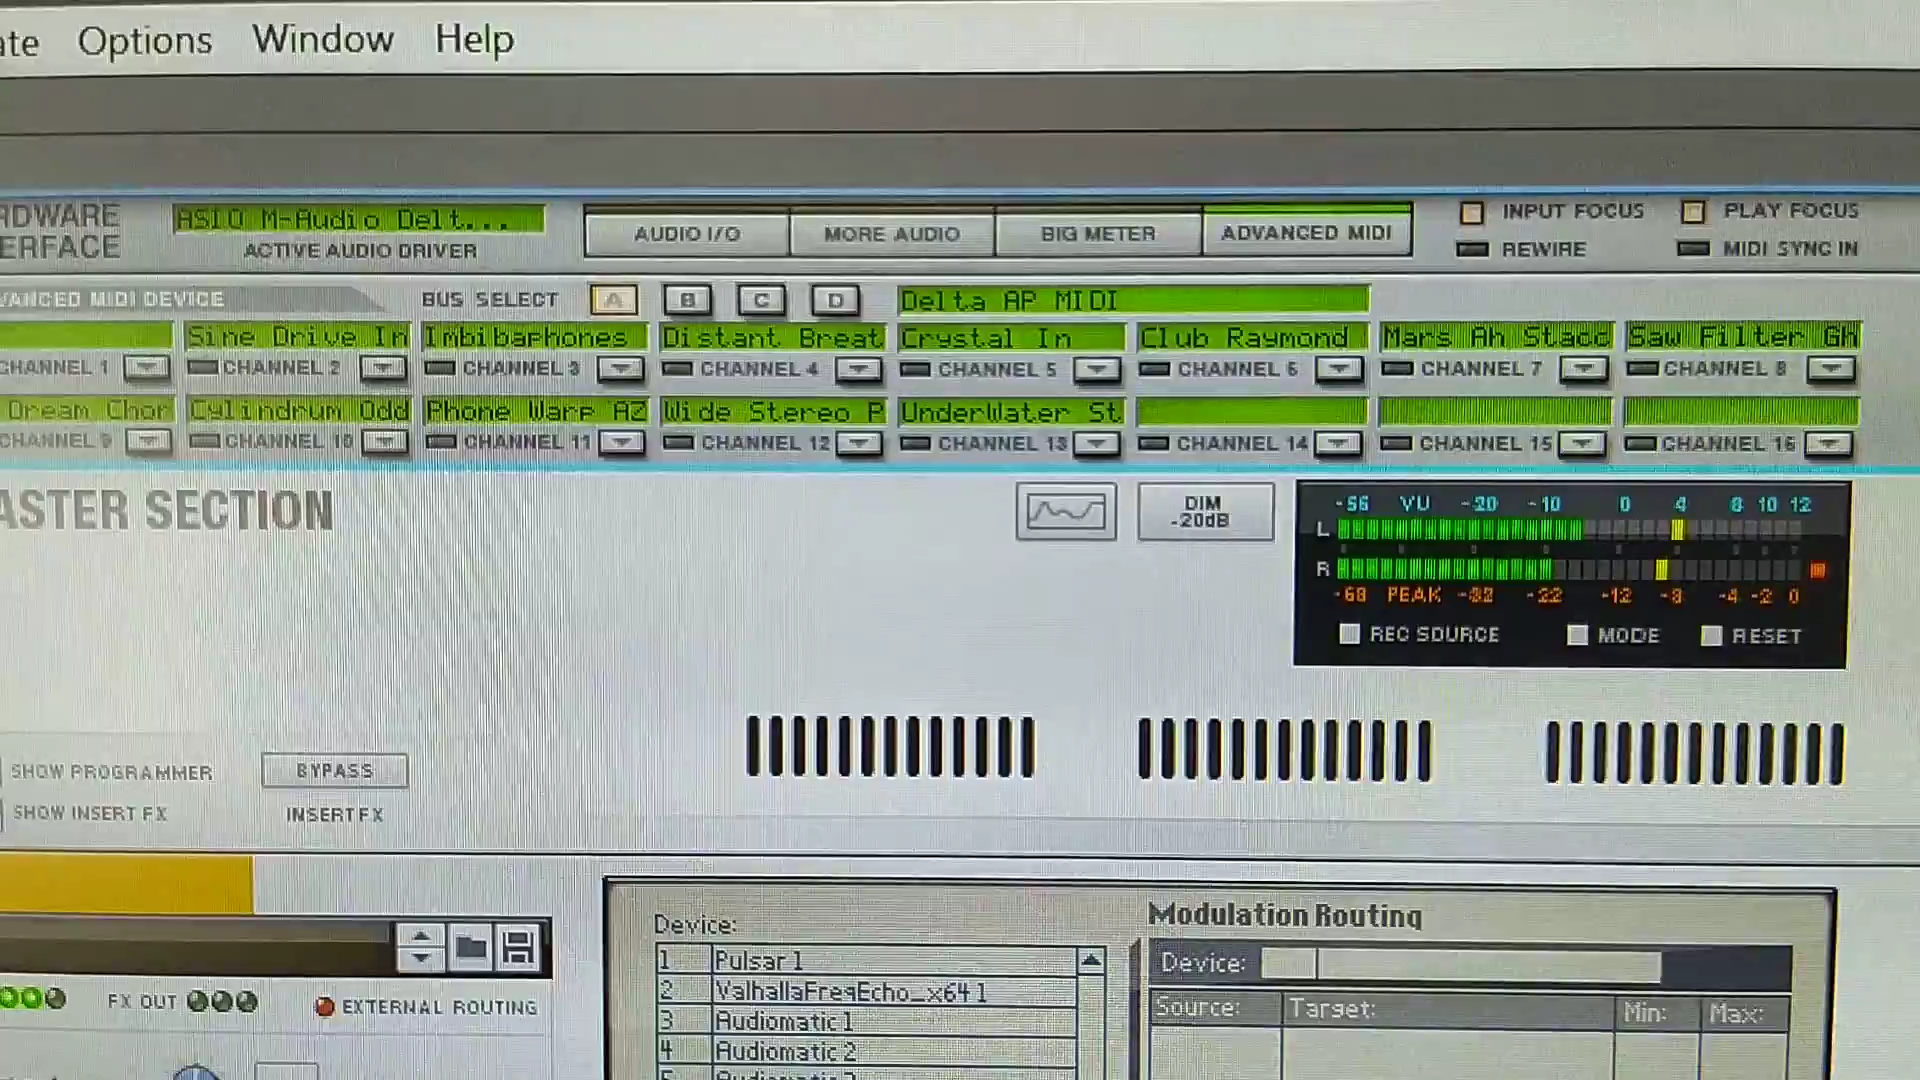 Options Window Help
ASIO M-Audio Delt...
ACTIVE AUDIO DRIVER
AUDIO I/O MORE AUDIO BIG METER ADVANCED MIDI
INPUT FOCUS PLAY FOCUS
REWIRE MIDI SYNC IN
MIDI DEVICE BUS SELECT A B C D Delta AP MIDI
Sine Drive In Imbibaphones Distant Breat Crystal In Club Raymond Mars Ah Stacc Saw Filter Gh
CHANNEL 1 CHANNEL 2 CHANNEL 3 CHANNEL 4 CHANNEL 5 CHANNEL 6 CHANNEL 7 CHANNEL 8
Dream Chor Cylindrum Odd Phone Warp AZ Wide Stereo P UnderWater St
CHANNEL 9 CHANNEL 10 CHANNEL 11 CHANNEL 12 CHANNEL 13 CHANNEL 14 CHANNEL 15 CHANNEL 16
ASTER SECTION
DIM
-20dB
-56 VU -20 -10 0 4 8 10 12
L
R
-68 PEAK -32 -22 -12 -8 -4 -2 0
REC SOURCE MODE RESET
SHOW PROGRAMMER BYPASS
SHOW INSERT FX INSERT FX
Device:
1 Pulsar 1
2 ValhallaFreqEcho_x64 1
3 Audiomatic 1
4 Audiomatic 2
Modulation Routing
Device:
Source: Target: Min: Max:
FX OUT EXTERNAL ROUTING